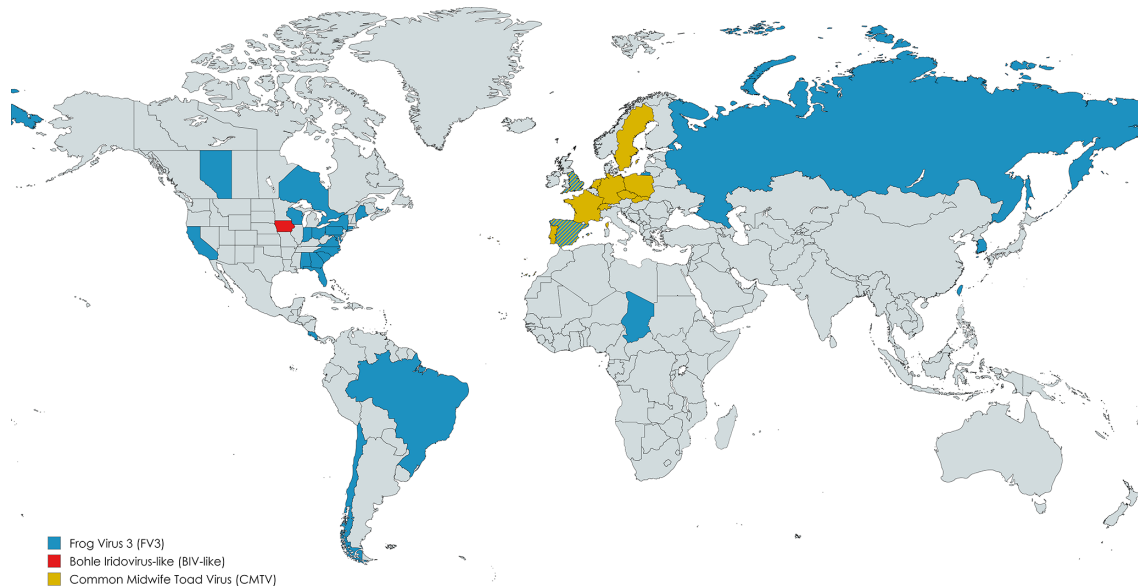 Frog Virus 3 (FV3)
Bohle Iridovirus-like (BIV-like)
Common Midwife Toad Virus (CMTV)